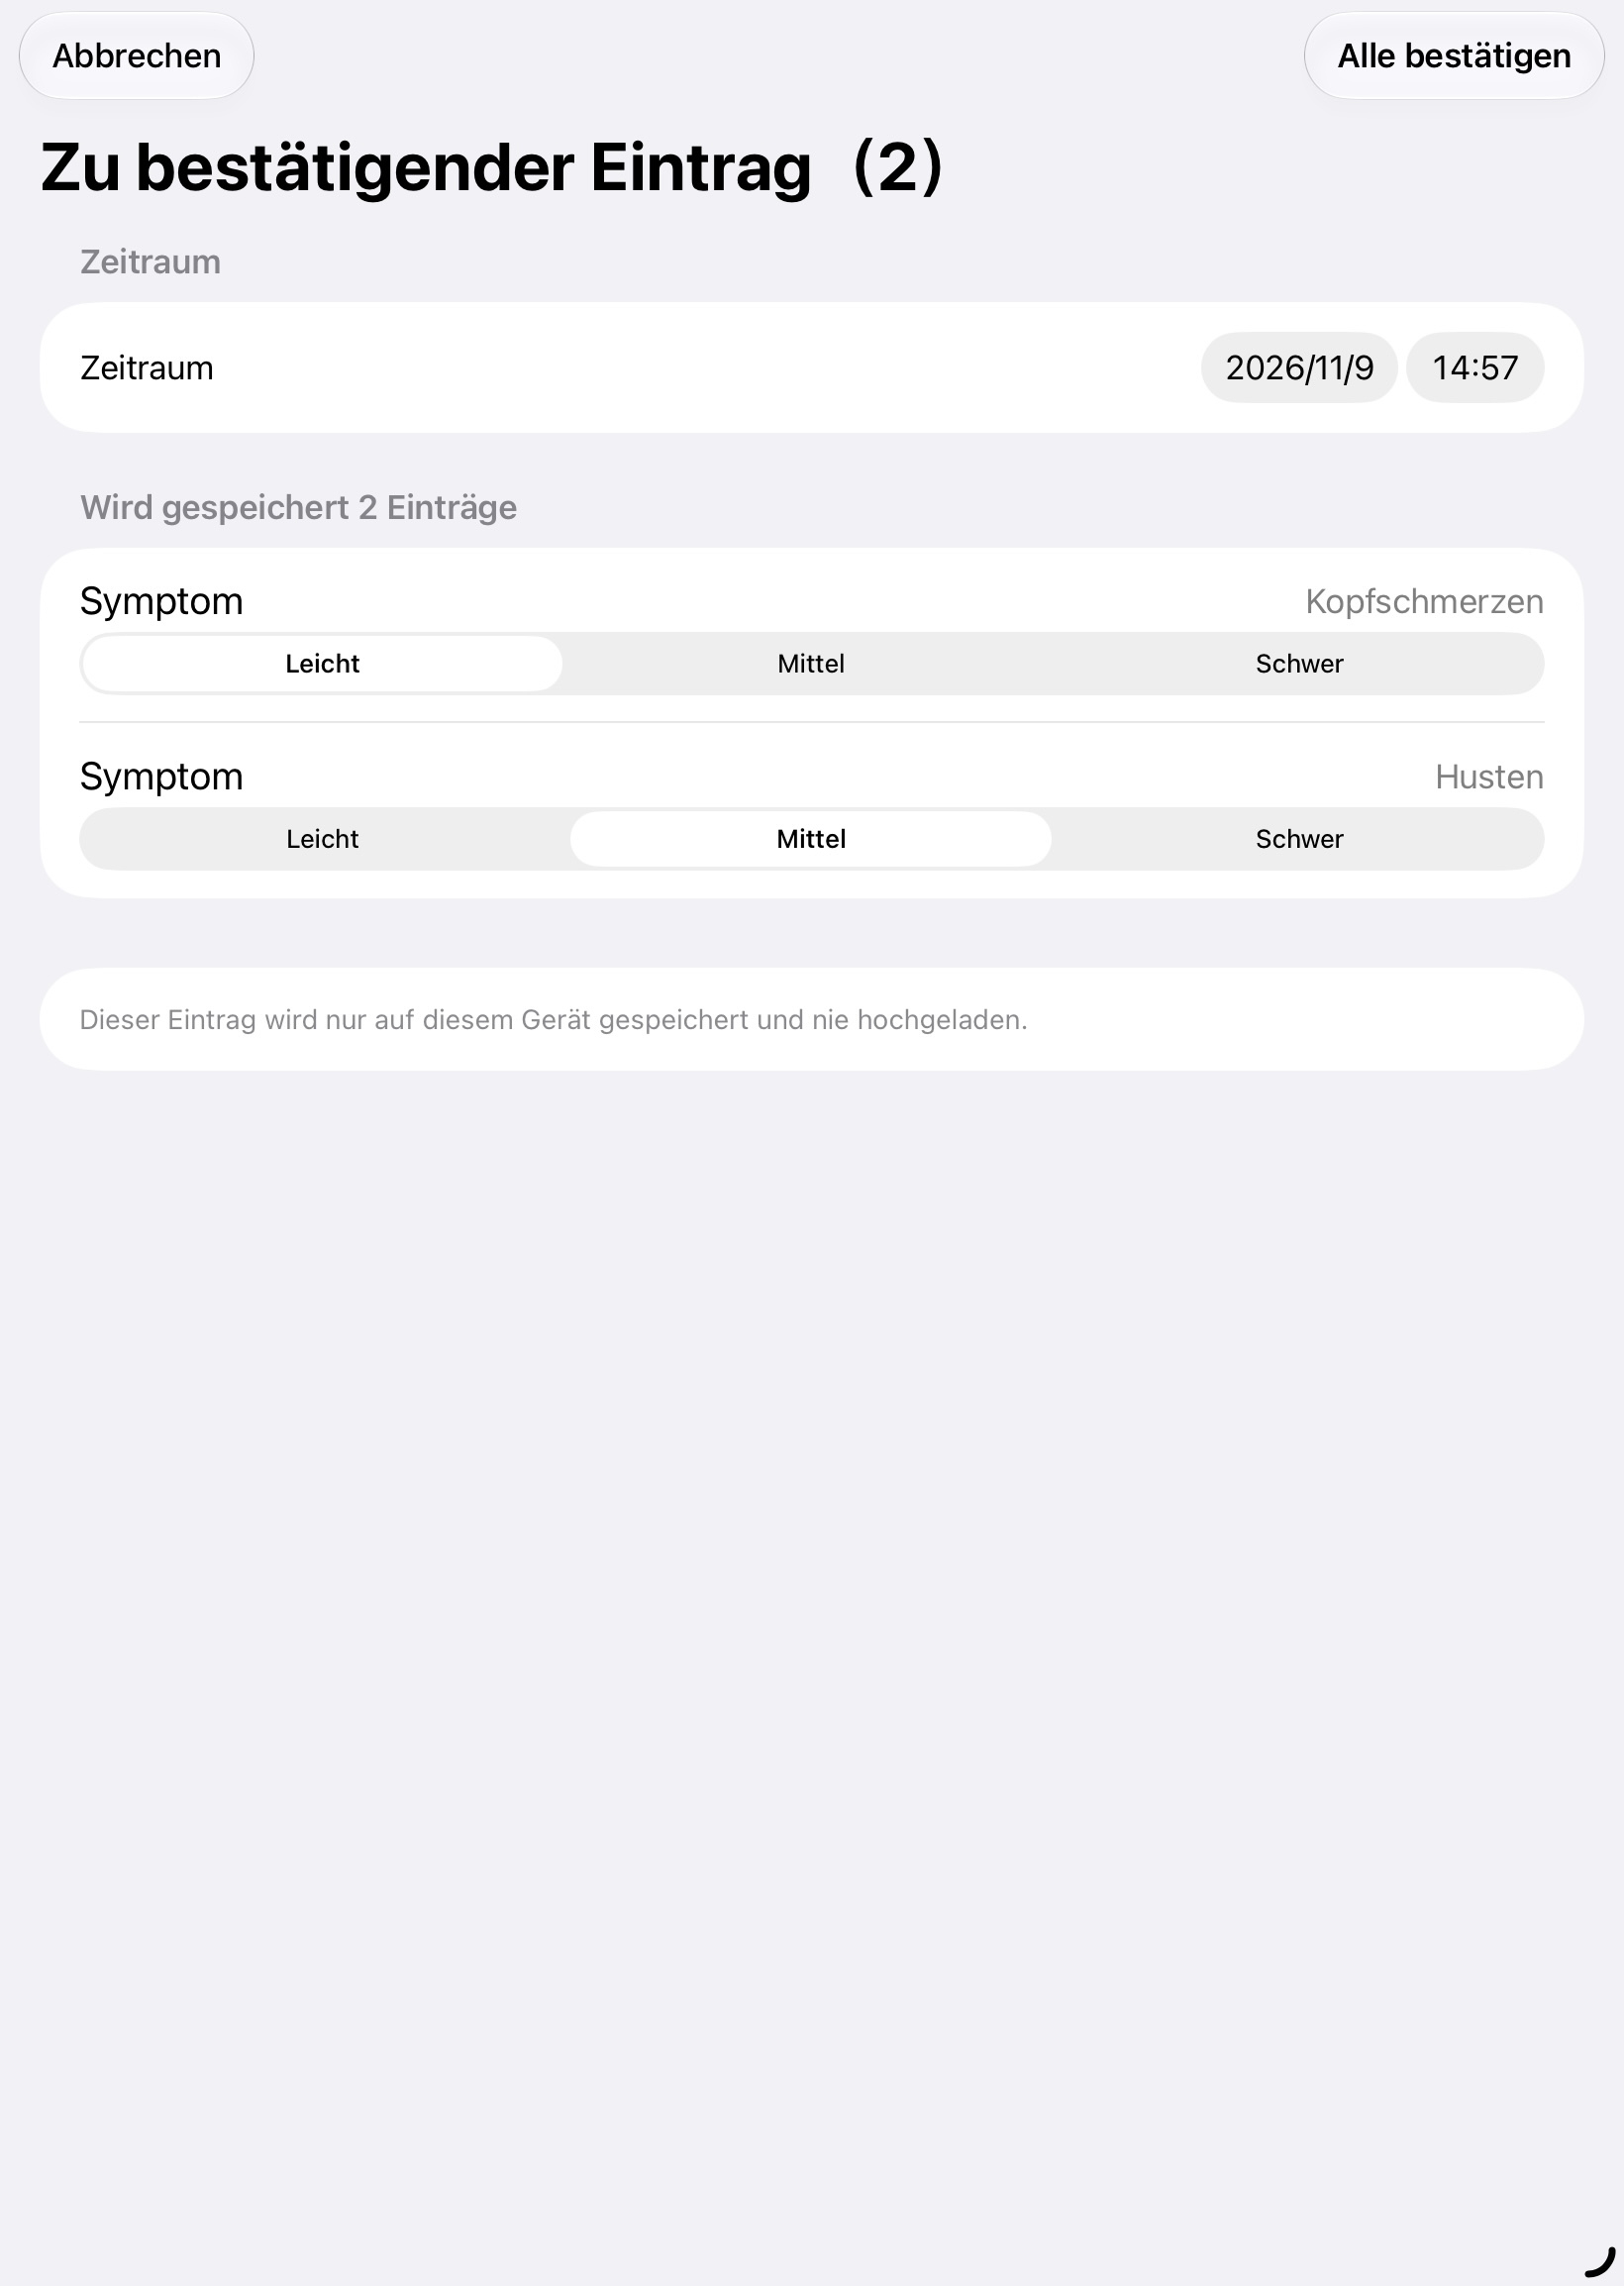 Abbrechen
Alle bestätigen
Zu bestätigender Eintrag（2）
Zeitraum
Zeitraum 2026/11/9 14:57
Wird gespeichert 2 Einträge
Symptom Kopfschmerzen
Leicht Mittel Schwer
Symptom Husten
Leicht Mittel Schwer
Dieser Eintrag wird nur auf diesem Gerät gespeichert und nie hochgeladen.